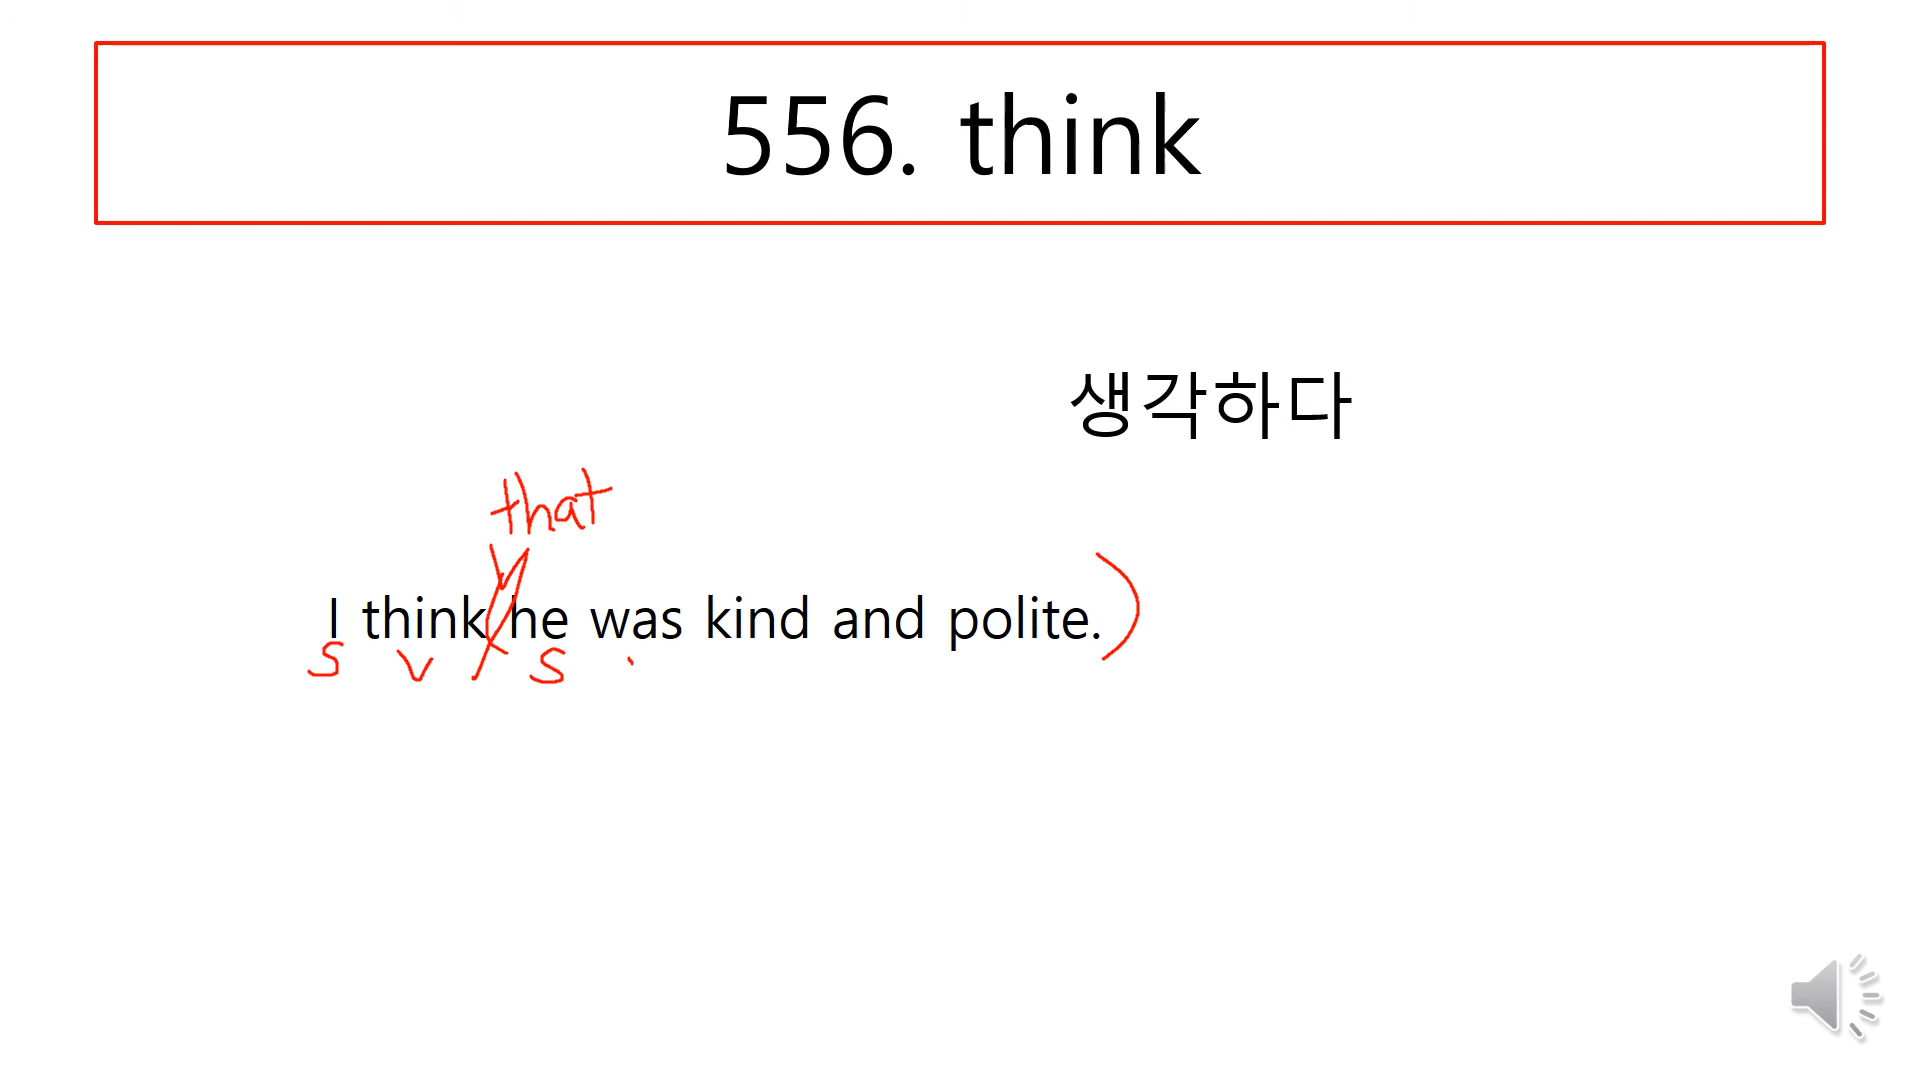 556. think
생각하다
that
I think he was kind and polite.)
S V S